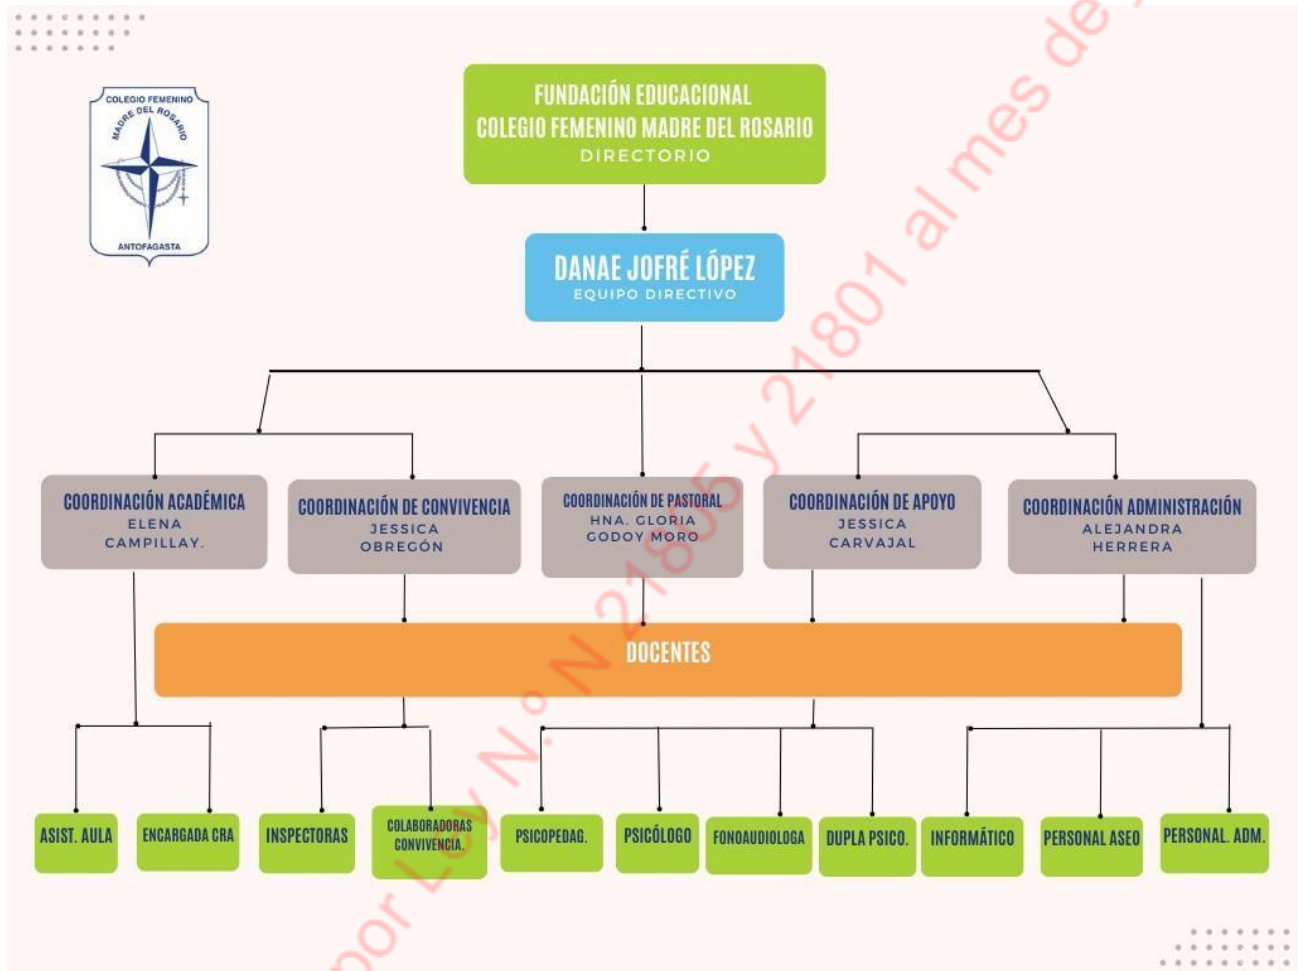 COLEGIO FEMENINO
MADRE DEL ROSARIO
ANTOFAGASTA
FUNDACIÓN EDUCACIONAL
COLEGIO FEMENINO MADRE DEL ROSARIO
DIRECTORIO
DANAE JOFRÉ LÓPEZ
EQUIPO DIRECTIVO
COORDINACIÓN ACADÉMICA
ELENA
CAMPILLAY.
COORDINACIÓN DE CONVIVENCIA
JESSICA
OBREGÓN
COORDINACIÓN DE PASTORAL
HNA. GLORIA
GODOY MORO
COORDINACIÓN DE APOYO
JESSICA
CARVAJAL
COORDINACIÓN ADMINISTRACIÓN
ALEJANDRA
HERRERA
DOCENTES
ASIST. AULA
ENCARGADA CRA
INSPECTORAS
COLABORADORAS
CONVIVENCIA.
PSICOPEDAG.
PSICÓLOGO
FONOAUDIOLOGA
DUPLA PSICO.
INFORMÁTICO
PERSONAL ASEO
PERSONAL. ADM.
por Ley N.º N 21805 y 21801 al mes de